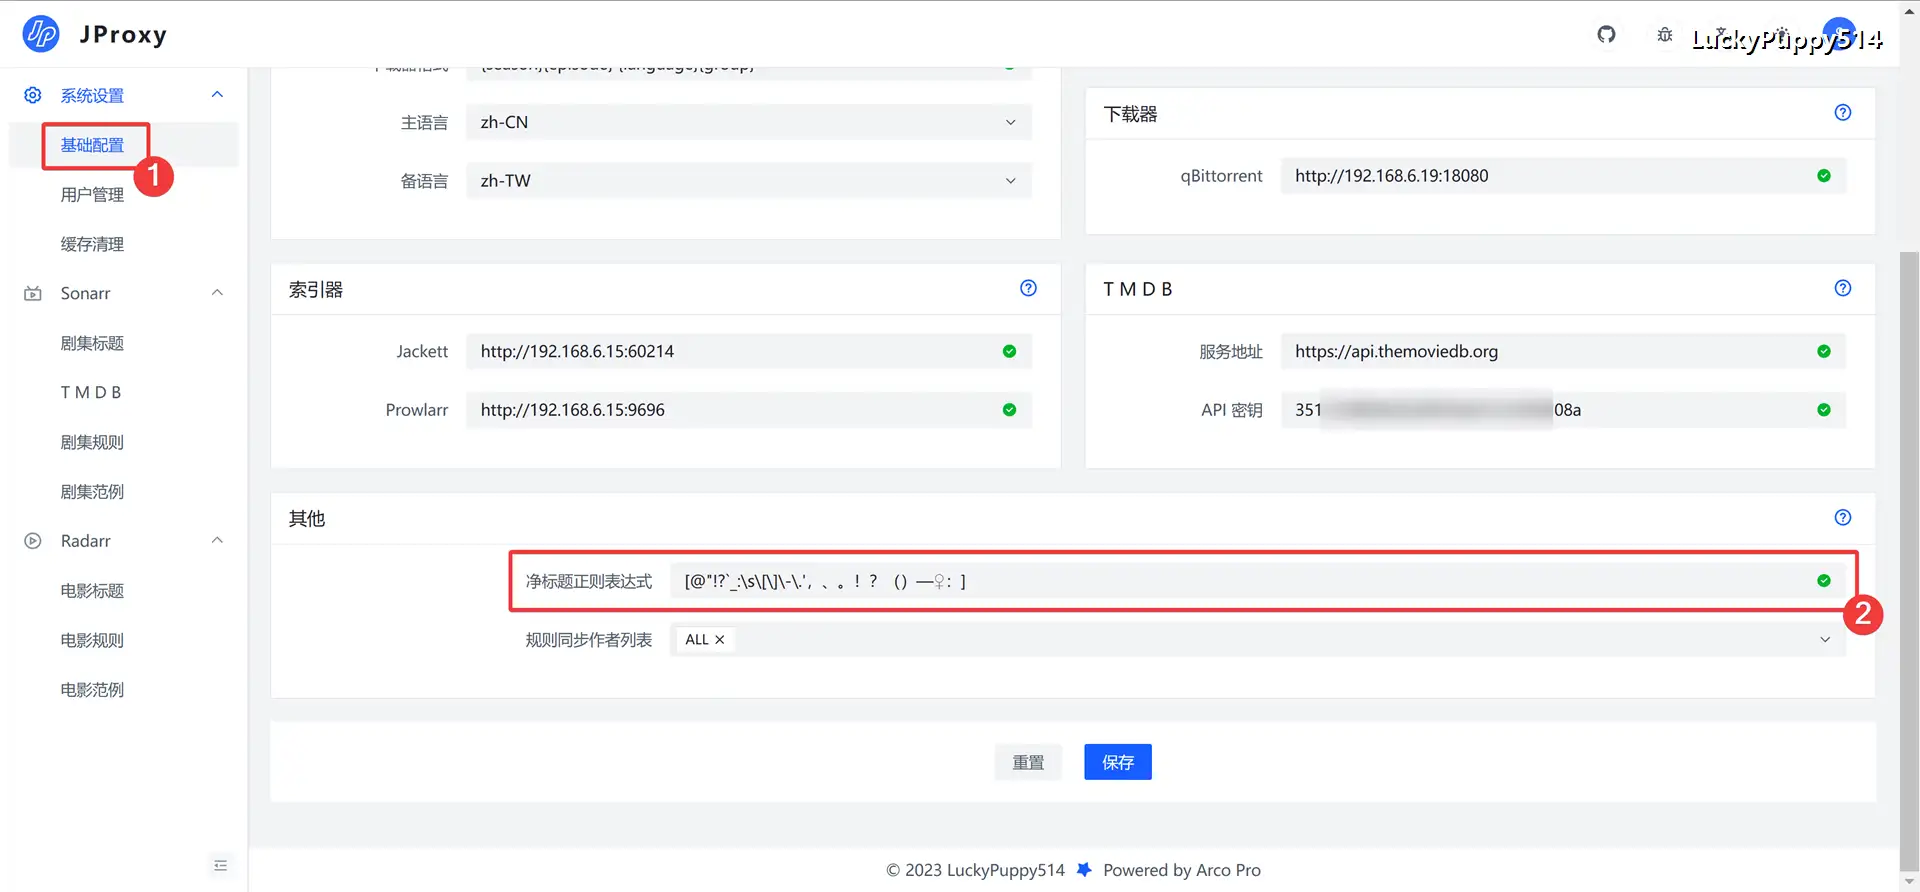 JProxy
LuckyPuppy514
系统设置
基础配置
1
用户管理
缓存清理
Sonarr
剧集标题
T M D B
剧集规则
剧集范例
Radarr
电影标题
电影规则
电影范例
主语言
zh-CN
备语言
zh-TW
下载器
qBittorrent
http://192.168.6.19:18080
索引器
Jackett
http://192.168.6.15:60214
Prowlarr
http://192.168.6.15:9696
T M D B
服务地址
https://api.themoviedb.org
API 密钥
351
08a
其他
净标题正则表达式
[@"!?`_:\s\[\]\-\.'，、。！？（）—♀：]
2
规则同步作者列表
ALL ×
重置
保存
© 2023 LuckyPuppy514 Powered by Arco Pro